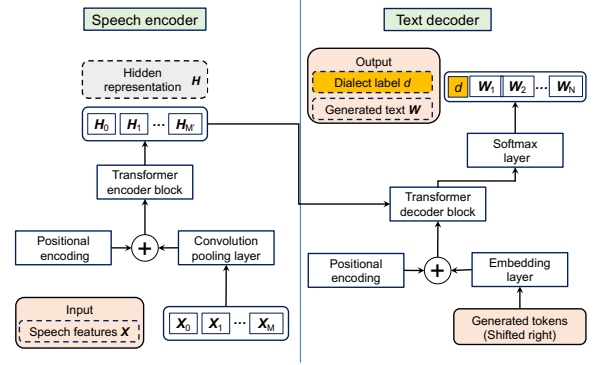 Speech encoder
Hidden
representation H
H0 H1 ··· HM'
Transformer
encoder block
Positional
encoding
+
Convolution
pooling layer
Input
Speech features X
X0 X1 ··· XM
Text decoder
Output
Dialect label d
Generated text W
d W1 W2 ··· WN
Softmax
layer
Transformer
decoder block
Positional
encoding
+
Embedding
layer
Generated tokens
(Shifted right)